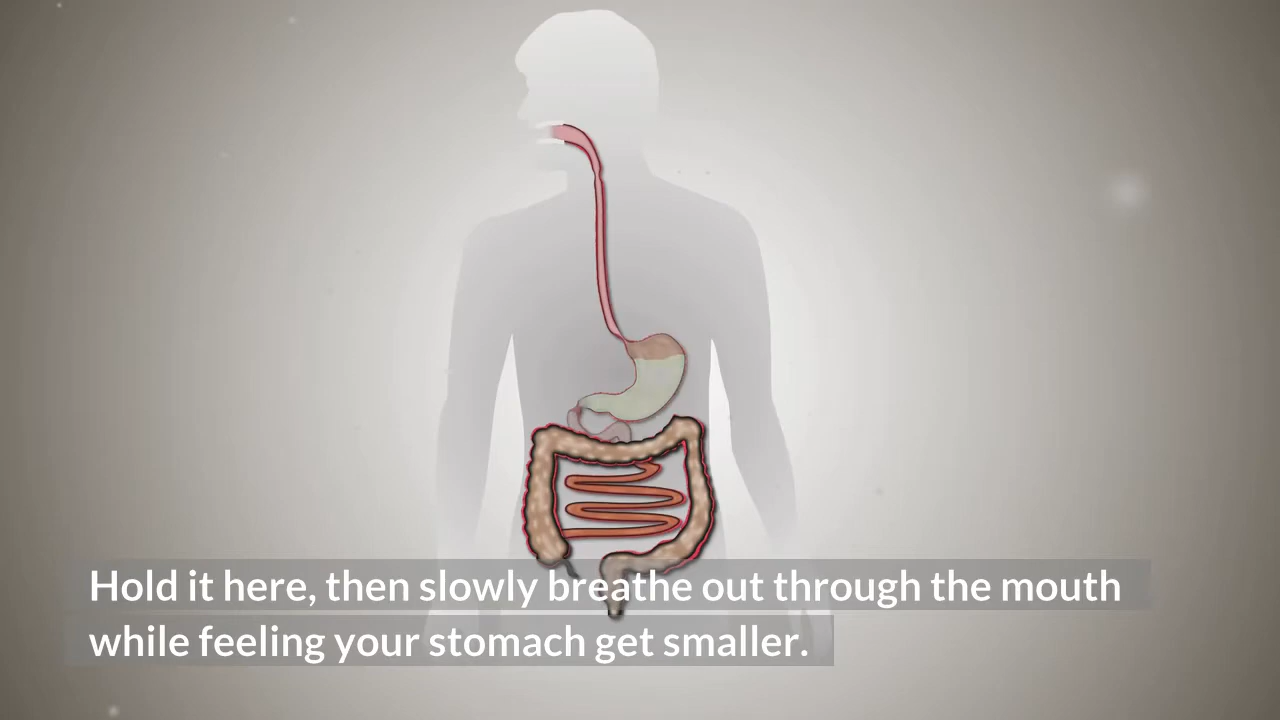 Hold it here, then slowly breathe out through the mouth
while feeling your stomach get smaller.